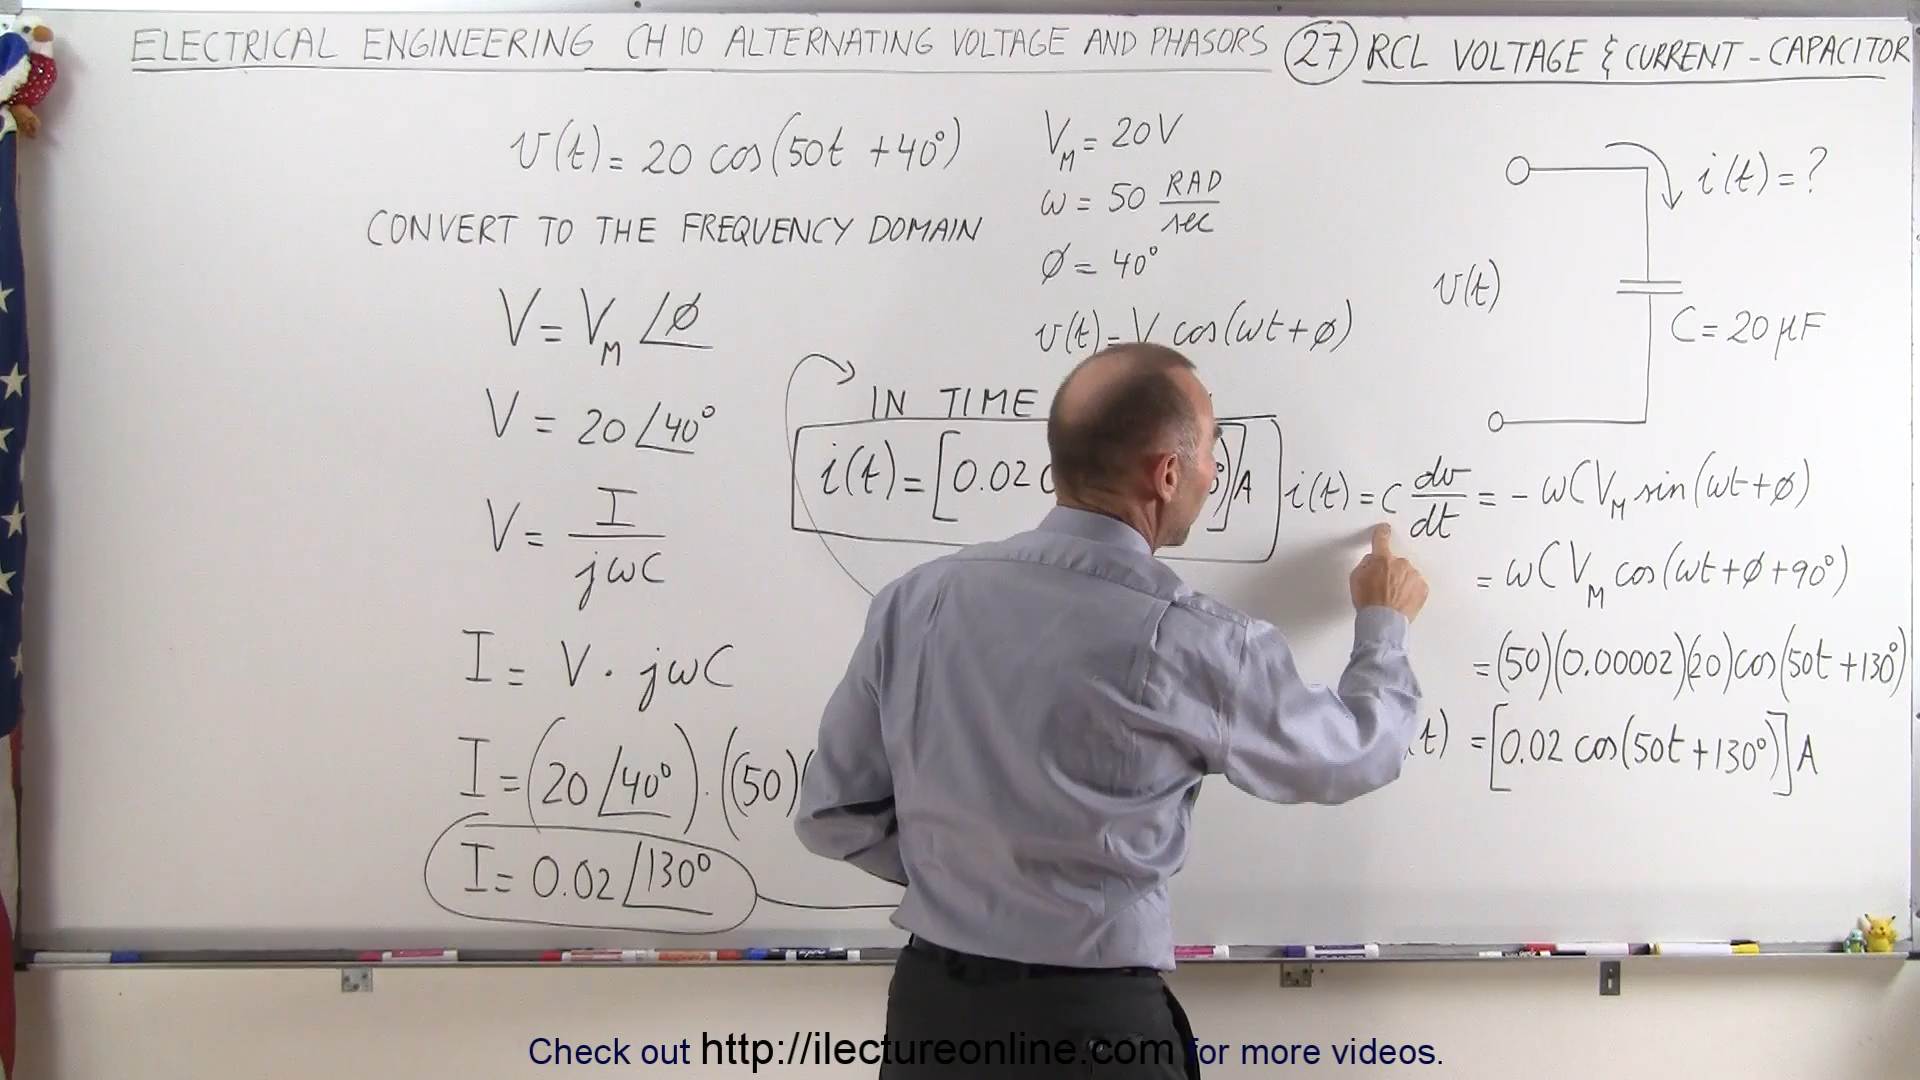 ELECTRICAL ENGINEERING CH 10 ALTERNATING VOLTAGE AND PHASORS 27 RCL VOLTAGE & CURRENT - CAPACITOR
v(t) = 20 cos(50t + 40°)
CONVERT TO THE FREQUENCY DOMAIN
V = V_M ∠φ
V = 20 ∠40°
V = I / jωC
I = V · jωC
I = (20 ∠40°) · ((50)(
I = 0.02 ∠130°
V_M = 20V
ω = 50 RAD/sec
φ = 40°
v(t) = V cos(ωt + φ)
IN TIME
i(t) = [0.02 )]A
i(t) = ?
v(t)
C = 20 μF
i(t) = C dv/dt = - ωCV_M sin(ωt + φ)
= ωCV_M cos(ωt + φ + 90°)
= (50)(0.00002)(20)cos(50t + 130°)
(t) = [0.02 cos(50t + 130°)] A
Check out http://ilectureonline.com for more videos.